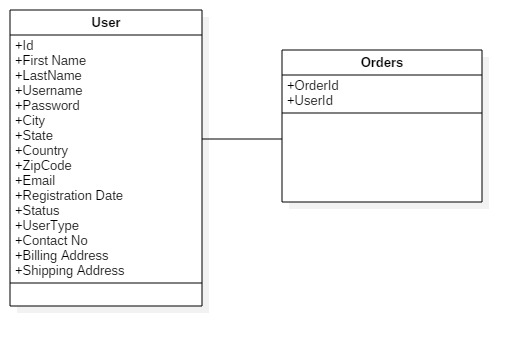 User
+Id
+First Name
+LastName
+Username
+Password
+City
+State
+Country
+ZipCode
+Email
+Registration Date
+Status
+UserType
+Contact No
+Billing Address
+Shipping Address
Orders
+OrderId
+UserId